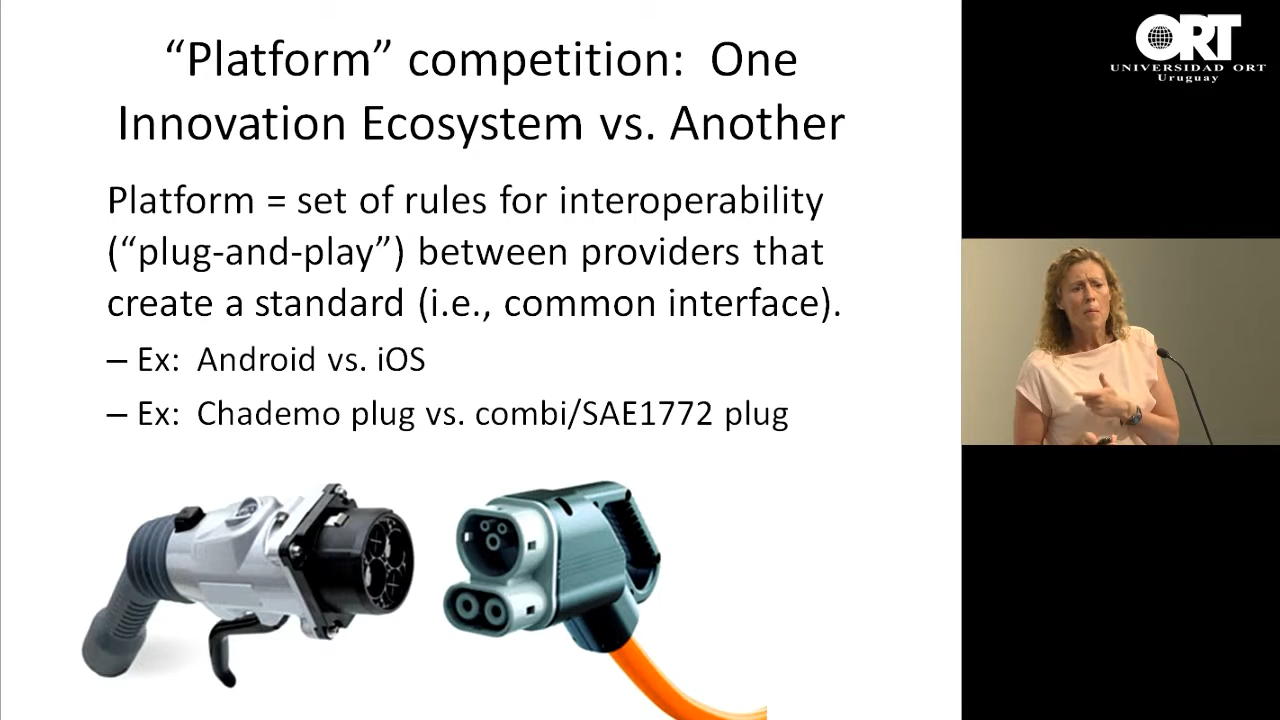 “Platform” competition:  One
Innovation Ecosystem vs. Another
Platform = set of rules for interoperability
(“plug-and-play”) between providers that
create a standard (i.e., common interface).
– Ex:  Android vs. iOS
– Ex:  Chademo plug vs. combi/SAE1772 plug
ORT
UNIVERSIDAD ORT
Uruguay